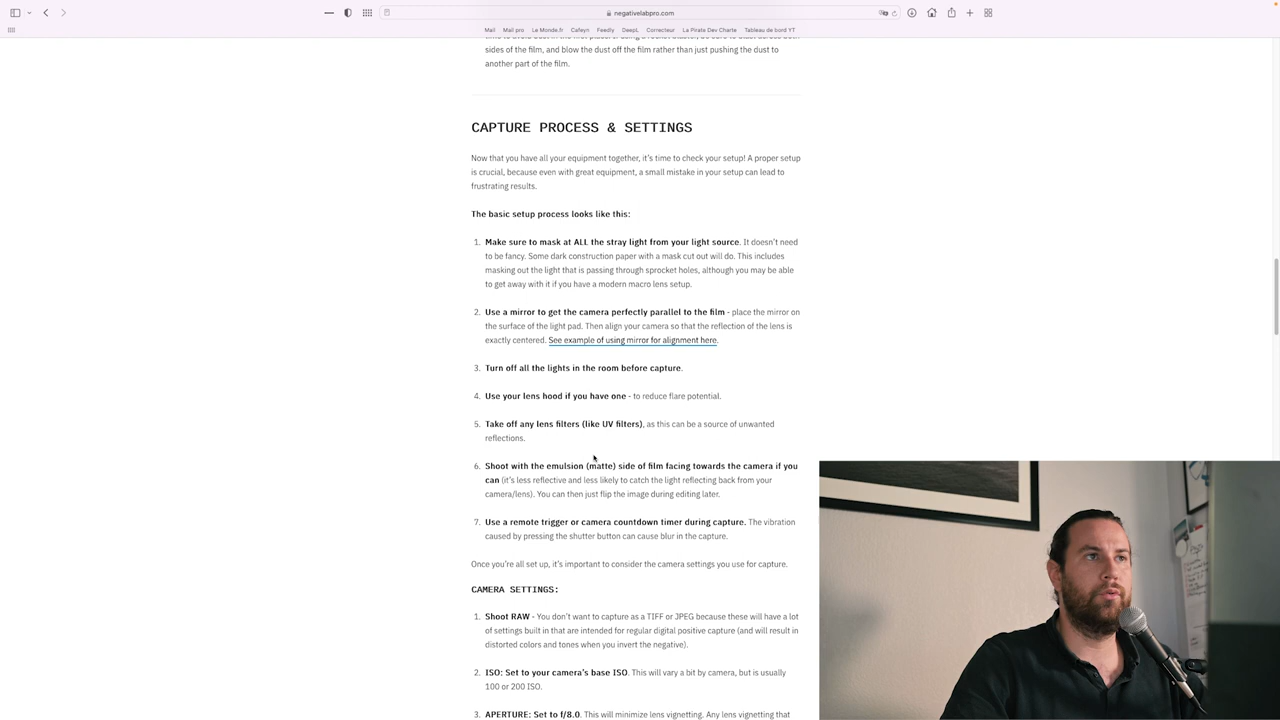 negativelabpro.com
Mail Mail pro Le Monde.fr Cafeyn Feedly DeepL Correcteur La Pirate Dev Charte Tableau de bord YT
sides of the film, and blow the dust off the film rather than just pushing the dust to
another part of the film.
CAPTURE PROCESS & SETTINGS
Now that you have all your equipment together, it's time to check your setup! A proper setup
is crucial, because even with great equipment, a small mistake in your setup can lead to
frustrating results.
The basic setup process looks like this:
1. Make sure to mask at ALL the stray light from your light source. It doesn't need
to be fancy. Some dark construction paper with a mask cut out will do. This includes
masking out the light that is passing through sprocket holes, although you may be able
to get away with it if you have a modern macro lens setup.
2. Use a mirror to get the camera perfectly parallel to the film - place the mirror on
the surface of the light pad. Then align your camera so that the reflection of the lens is
exactly centered. See example of using mirror for alignment here.
3. Turn off all the lights in the room before capture.
4. Use your lens hood if you have one - to reduce flare potential.
5. Take off any lens filters (like UV filters), as this can be a source of unwanted
reflections.
6. Shoot with the emulsion (matte) side of film facing towards the camera if you
can (it's less reflective and less likely to catch the light reflecting back from your
camera/lens). You can then just flip the image during editing later.
7. Use a remote trigger or camera countdown timer during capture. The vibration
caused by pressing the shutter button can cause blur in the capture.
Once you're all set up, it's important to consider the camera settings you use for capture.
CAMERA SETTINGS:
1. Shoot RAW - You don't want to capture as a TIFF or JPEG because these will have a lot
of settings built in that are intended for regular digital positive capture (and will result in
distorted colors and tones when you invert the negative).
2. ISO: Set to your camera's base ISO. This will vary a bit by camera, but is usually
100 or 200 ISO.
3. APERTURE: Set to f/8.0. This will minimize lens vignetting. Any lens vignetting that